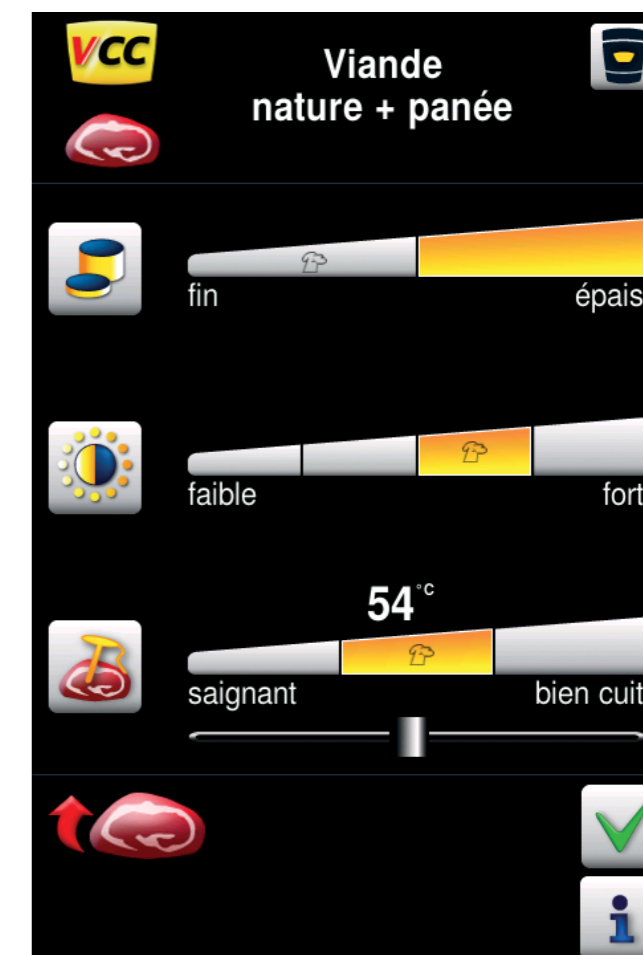 VCC
Viande
nature + panée
fin épais
faible fort
54°C
saignant bien cuit
i